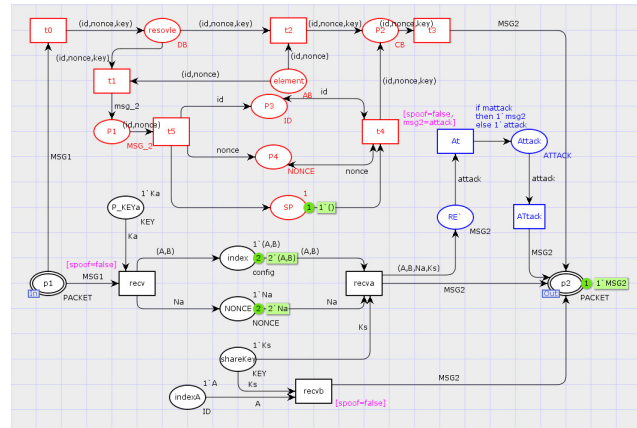 (id,nonce,key) (id,nonce,key) (id,nonce,key) (id,nonce,key) MSG2
t0 resovle t2 P2 t3
DB CB
(id,nonce,key) (id,nonce)
t1 element (id,nonce,key)
AB
msg_2 id id
P3 [spoof=false,
msg2=attack] if mattack
then 1`msg2
else 1`attack
P1 (id,nonce) t5 ID t4
MSG_2
At Attack
ATTACK
nonce P4 nonce
NONCE
MSG1 attack attack
1`Ka 1
P_KEYa SP 1 1`() RE` ATtack
KEY MSG2
Ka 1`(A,B) MSG2
(A,B) index 2 2`(A,B) (A,B)
config
[spoof=false]
(A,B,Na,Ks)
p1 MSG1 recv recva MSG2 p2 1 1`MSG2
In PACKET Out PACKET
1`Na
Na NONCE 2 2`Na Na
NONCE
Ks
1`Ks
shareKey
KEY
MSG2
1`A Ks
indexA A recvb
ID [spoof=false]